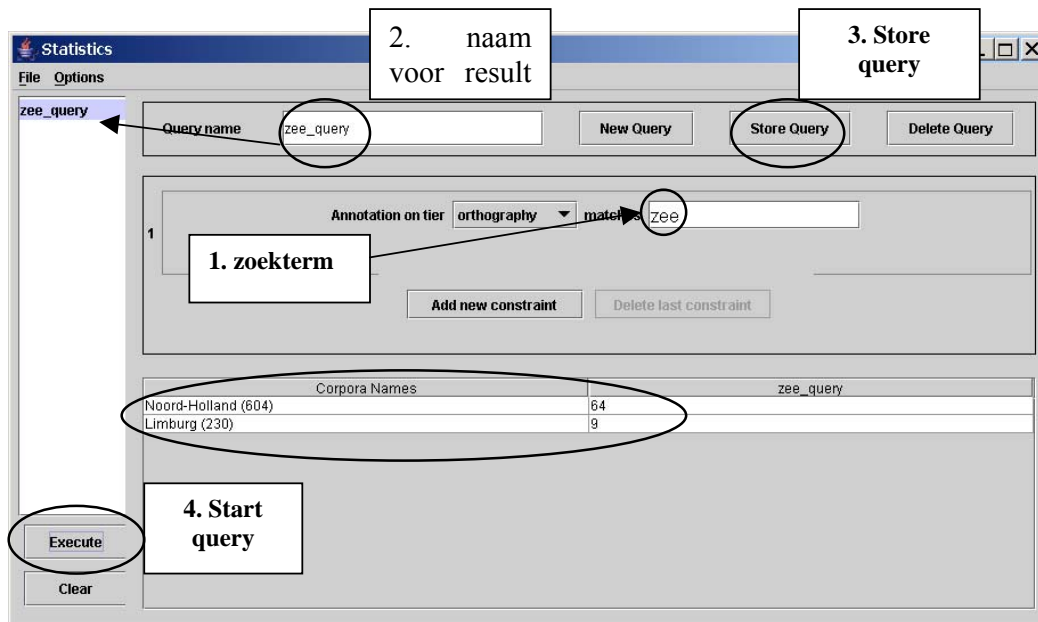 Statistics
2. naam
voor result
3. Store
query
File Options
zee_query
Query name zee_query New Query Store Query Delete Query
1
Annotation on tier orthography matches zee
1. zoekterm
Add new constraint Delete last constraint
Corpora Names zee_query
Noord-Holland (604) 64
Limburg (230) 9
4. Start
query
Execute
Clear